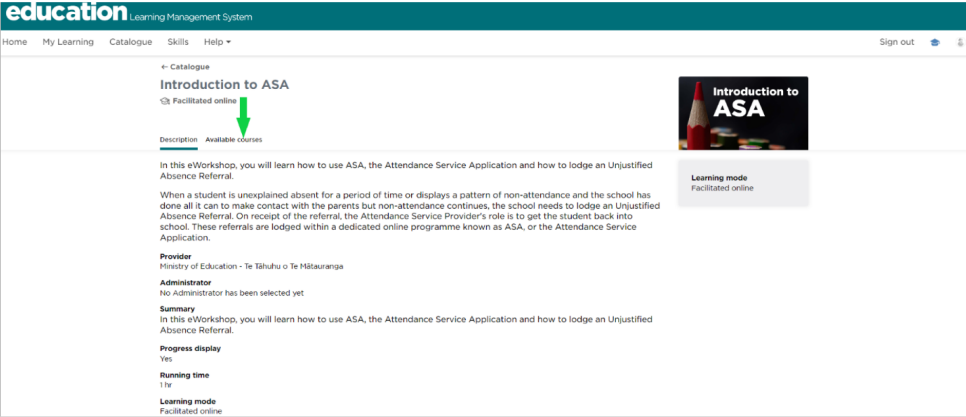 education Learning Management System
Home My Learning Catalogue Skills Help Sign out
← Catalogue
Introduction to ASA
Facilitated online
Introduction to
ASA
Description Available courses
In this eWorkshop, you will learn how to use ASA, the Attendance Service Application and how to lodge an Unjustified
Absence Referral.
When a student is unexplained absent for a period of time or displays a pattern of non-attendance and the school has
done all it can to make contact with the parents but non-attendance continues, the school needs to lodge an Unjustified
Absence Referral. On receipt of the referral, the Attendance Service Provider's role is to get the student back into
school. These referrals are lodged within a dedicated online programme known as ASA, or the Attendance Service
Application.
Learning mode
Facilitated online
Provider
Ministry of Education - Te Tāhuhu o Te Mātauranga
Administrator
No Administrator has been selected yet
Summary
In this eWorkshop, you will learn how to use ASA, the Attendance Service Application and how to lodge an Unjustified
Absence Referral.
Progress display
Yes
Running time
1 hr
Learning mode
Facilitated online